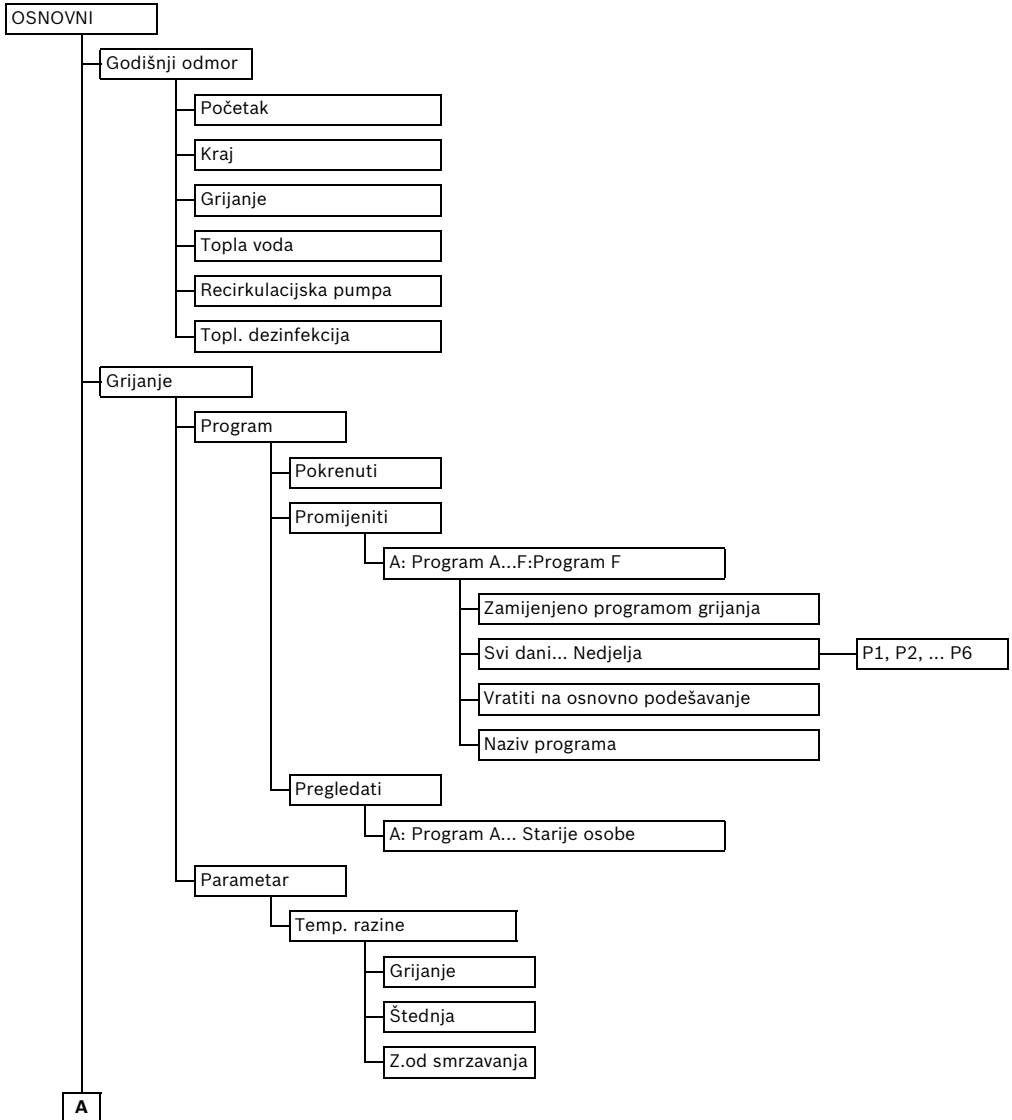 OSNOVNI
Godišnji odmor
Početak
Kraj
Grijanje
Topla voda
Recirkulacijska pumpa
Topl. dezinfekcija
Grijanje
Program
Pokrenuti
Promijeniti
A: Program A...F:Program F
Zamijenjeno programom grijanja
Svi dani... Nedjelja
P1, P2, ... P6
Vratiti na osnovno podešavanje
Naziv programa
Pregledati
A: Program A... Starije osobe
Parametar
Temp. razine
Grijanje
Štednja
Z.od smrzavanja
A